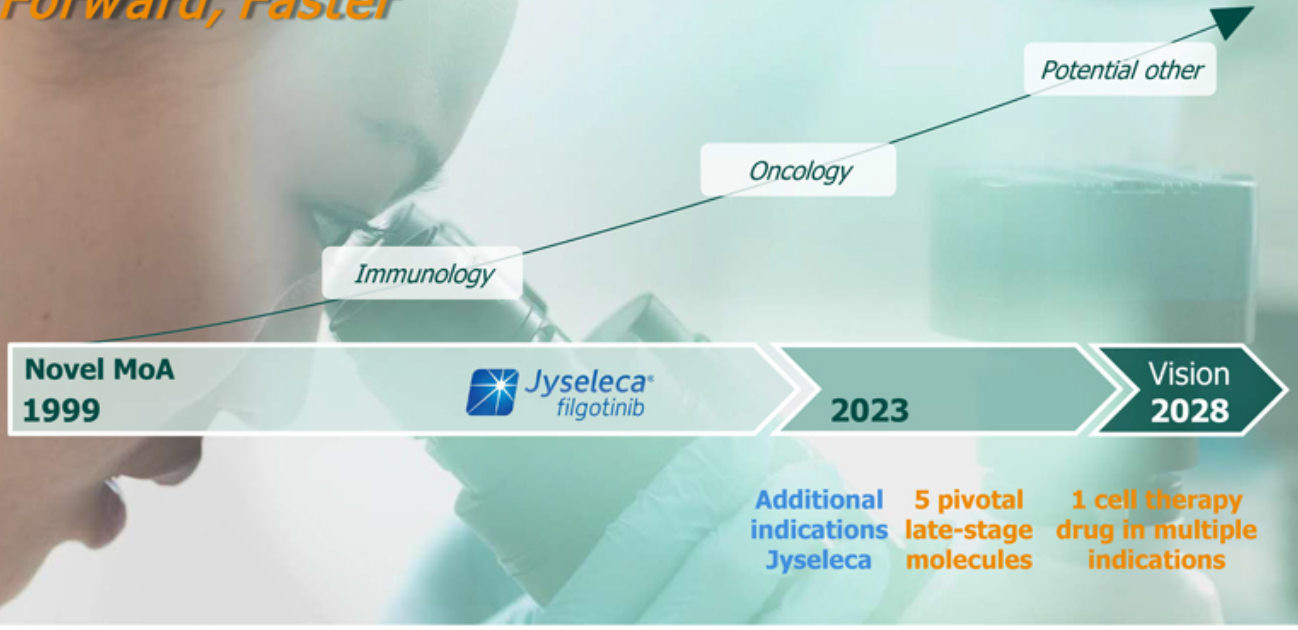 Forward, Faster
Potential other
Oncology
Immunology
Novel MoA
1999
Jyseleca®
filgotinib
2023
Vision
2028
Additional
indications
Jyseleca
5 pivotal
late-stage
molecules
1 cell therapy
drug in multiple
indications